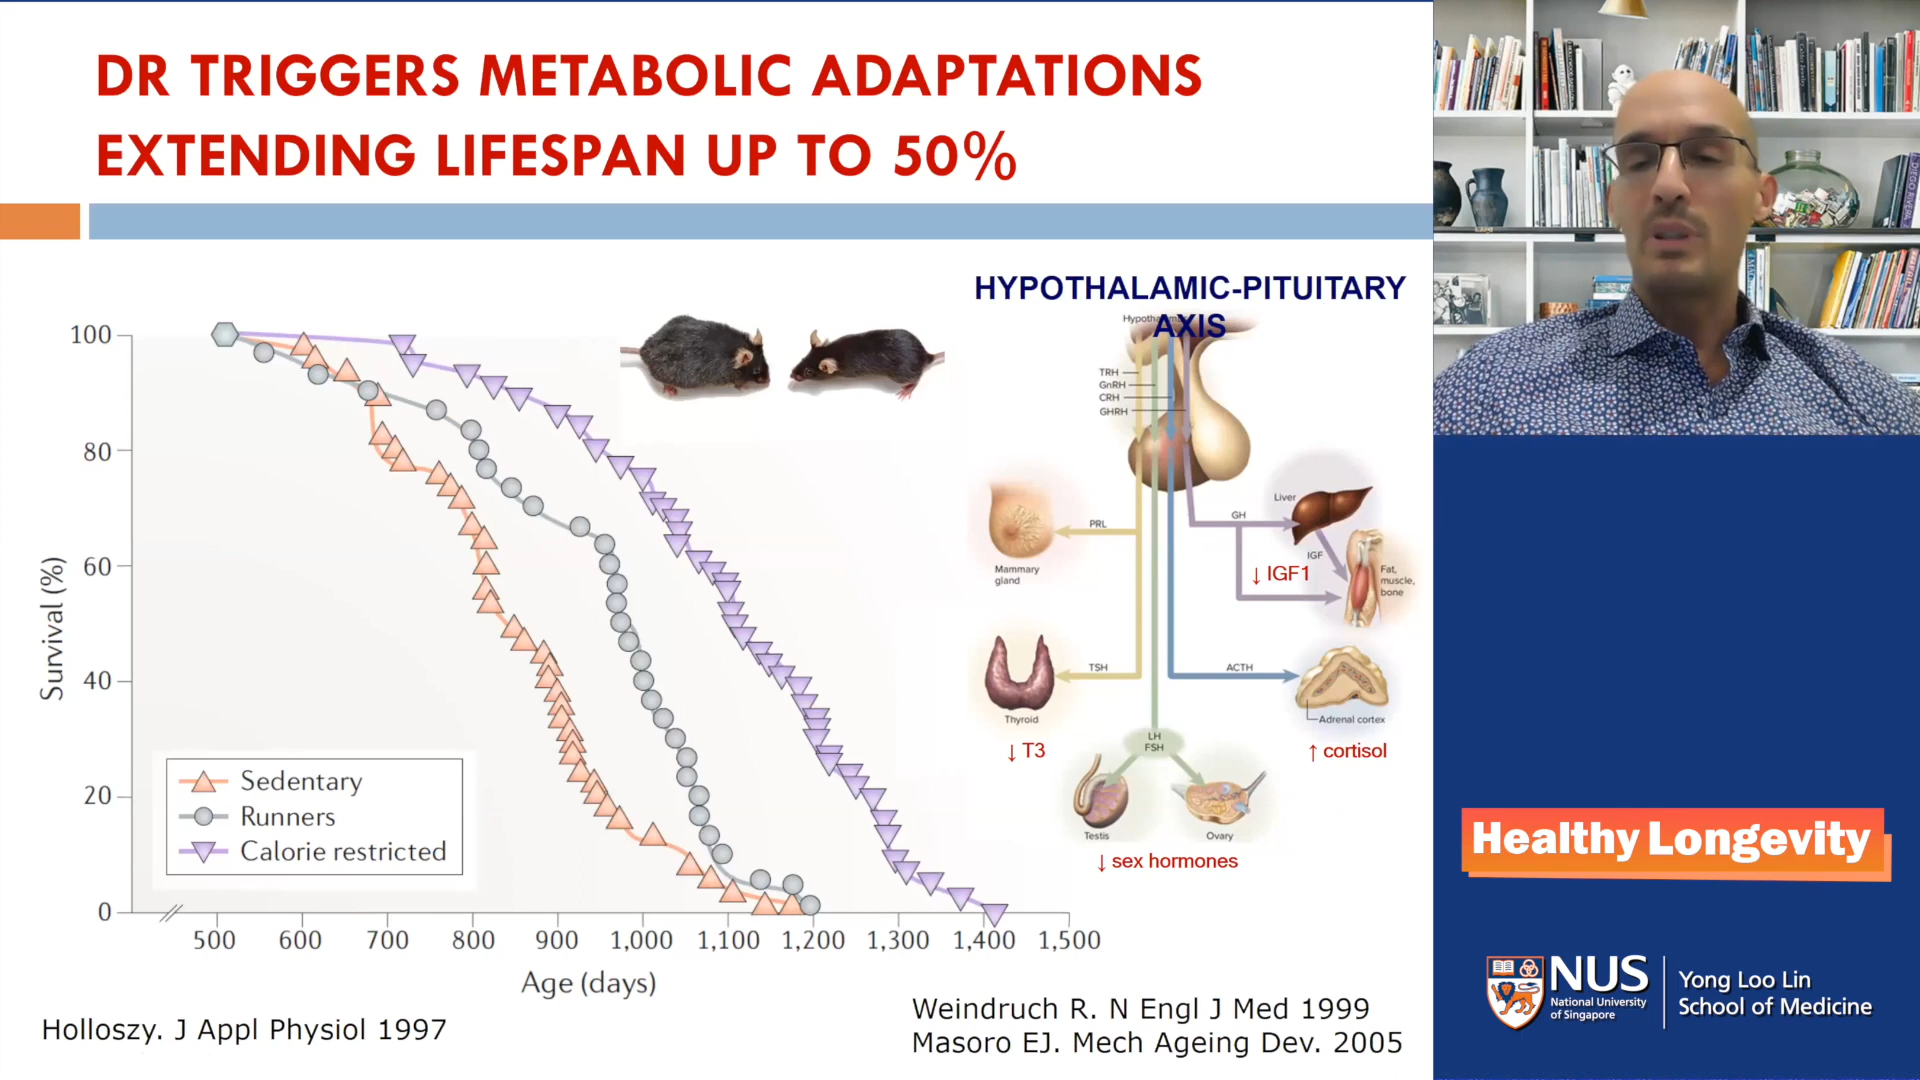 DR TRIGGERS METABOLIC ADAPTATIONS
EXTENDING LIFESPAN UP TO 50%
HYPOTHALAMIC-PITUITARY
AXIS
TRH
GnRH
CRH
GHRH
PRL
Mammary
gland
GH
Liver
IGF
↓ IGF1
Fat,
muscle,
bone
TSH
Thyroid
↓ T3
ACTH
Adrenal cortex
↑ cortisol
LH
FSH
Testis
Ovary
↓ sex hormones
Survival (%)
100
80
60
40
20
0
Sedentary
Runners
Calorie restricted
500 600 700 800 900 1,000 1,100 1,200 1,300 1,400 1,500
Age (days)
Holloszy. J Appl Physiol 1997
Weindruch R. N Engl J Med 1999
Masoro EJ. Mech Ageing Dev. 2005
DIEGO RIVERA
Healthy Longevity
NUS
National University
of Singapore
Yong Loo Lin
School of Medicine